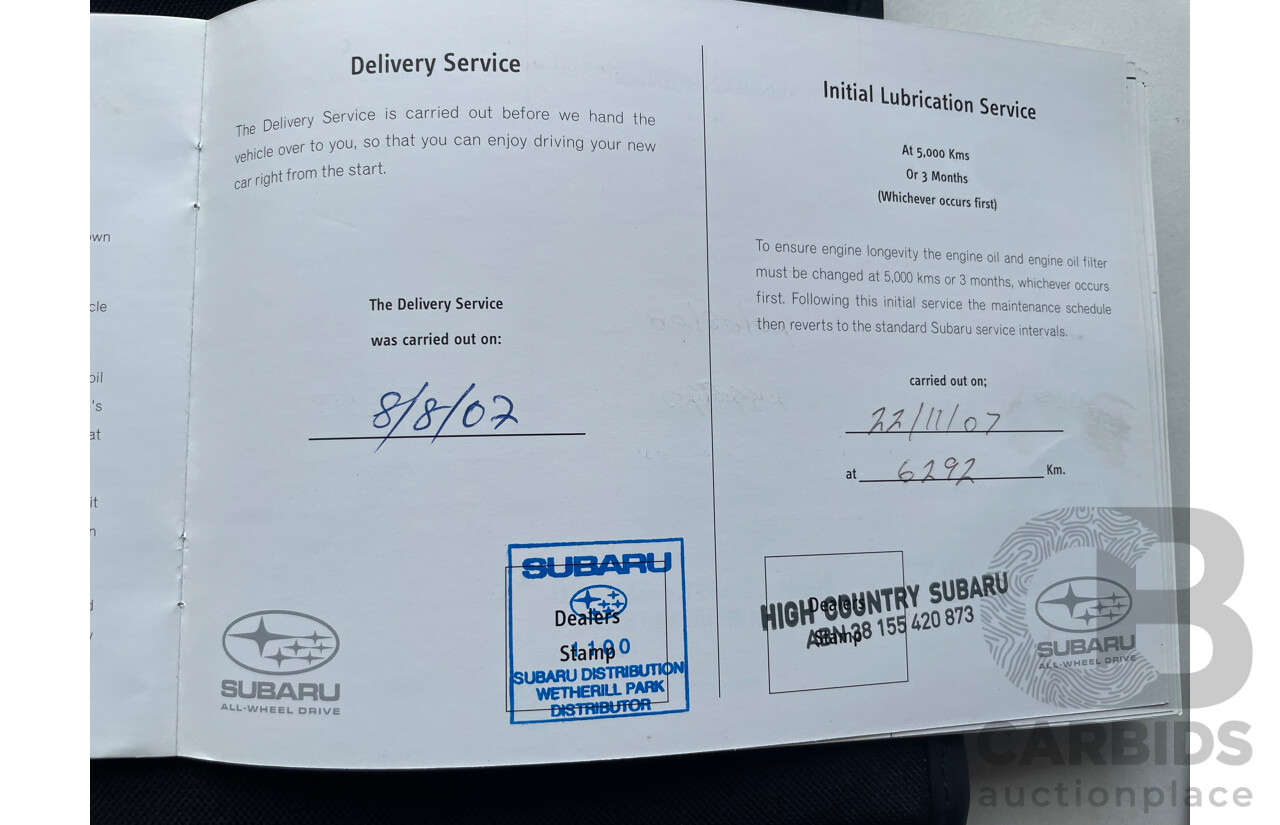 own
cle
oil
's
at
it
n
Delivery Service
The Delivery Service is carried out before we hand the
vehicle over to you, so that you can enjoy driving your new
car right from the start.
The Delivery Service
was carried out on:
8/8/07
SUBARU
Dealers
Stamp
SUBARU DISTRIBUTION
WETHERILL PARK
DISTRIBUTOR
SUBARU
ALL-WHEEL DRIVE
Initial Lubrication Service
At 5,000 Kms
Or 3 Months
(Whichever occurs first)
To ensure engine longevity the engine oil and engine oil filter
must be changed at 5,000 kms or 3 months, whichever occurs
first. Following this initial service the maintenance schedule
then reverts to the standard Subaru service intervals.
carried out on;
22/11/07
at 6292 Km.
HIGH COUNTRY SUBARU
Dealers
ABN 38 155 420 873
Stamp
SUBARU
ALL-WHEEL DRIVE
CARBIDS
auctionplace